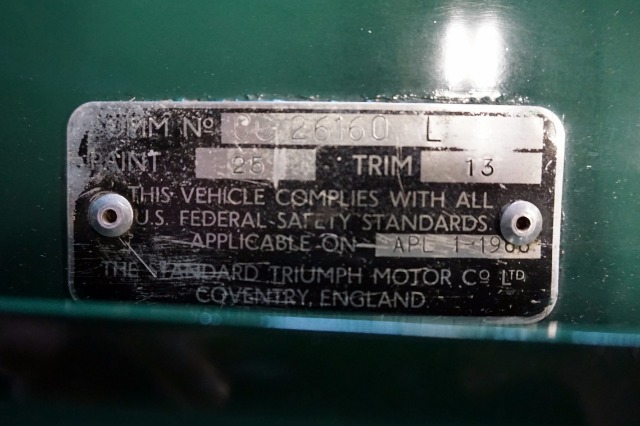 COMM Nº CC 26160 L
PAINT 25 TRIM 13
THIS VEHICLE COMPLIES WITH ALL
U.S. FEDERAL SAFETY STANDARDS
APPLICABLE ON APL 1-1968
THE STANDARD TRIUMPH MOTOR Cº LTD
COVENTRY, ENGLAND